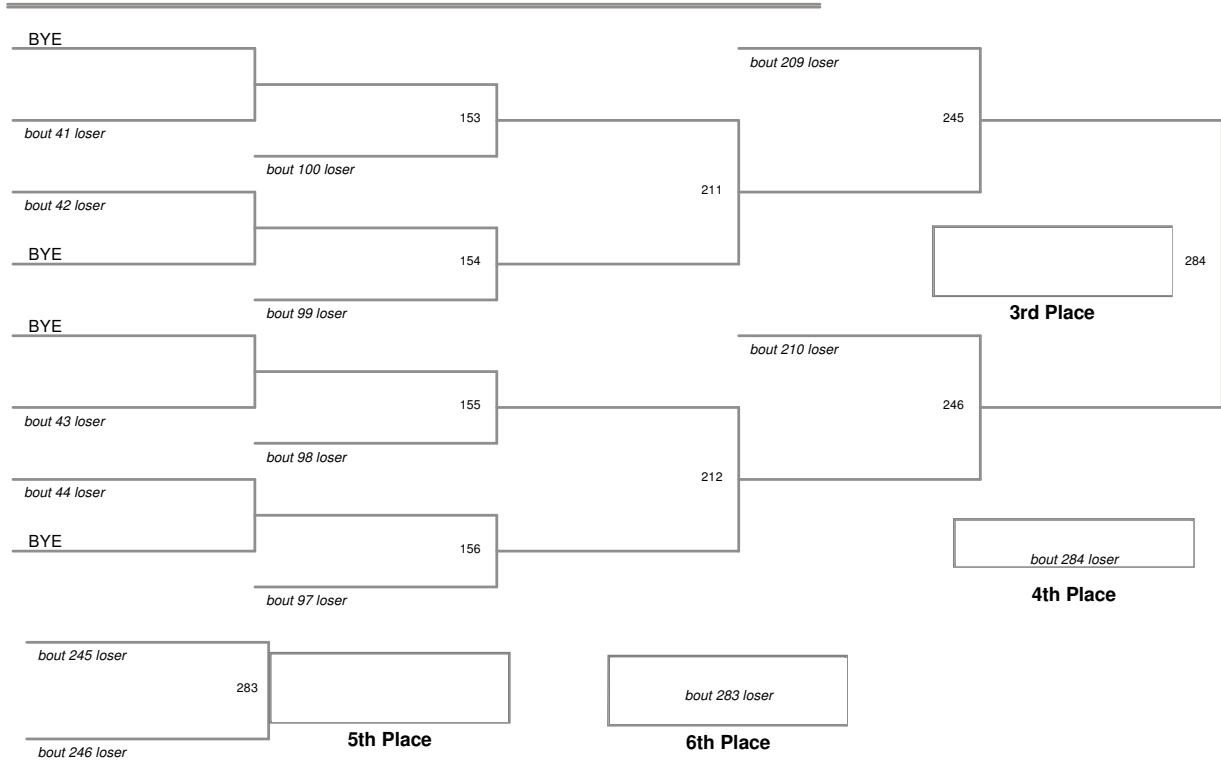 BYE
bout 209 loser
153
245
bout 41 loser
bout 100 loser
211
bout 42 loser
BYE
154
284
bout 99 loser
3rd Place
BYE
bout 210 loser
155
246
bout 43 loser
bout 98 loser
212
bout 44 loser
BYE
156
bout 284 loser
4th Place
bout 97 loser
bout 245 loser
283
bout 283 loser
5th Place
6th Place
bout 246 loser